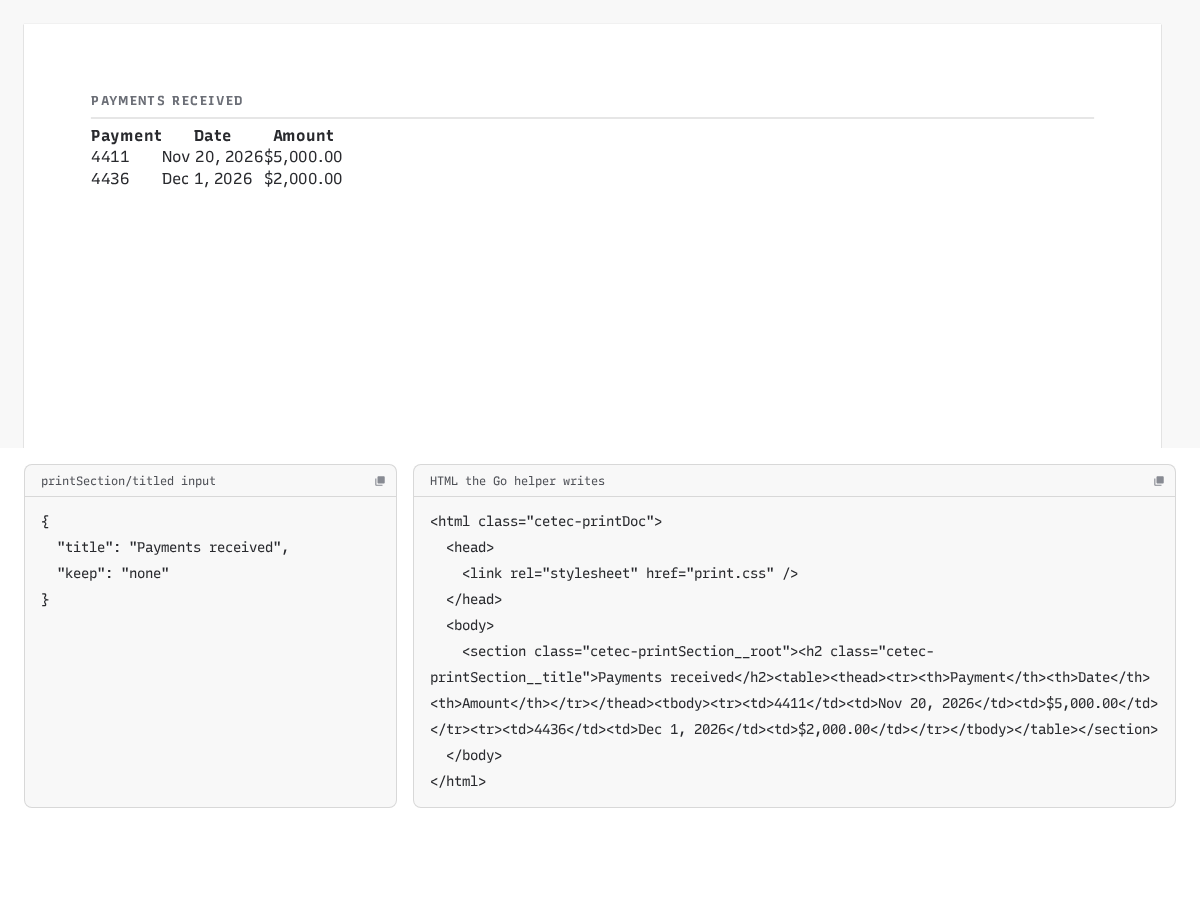 PAYMENTS RECEIVED
Payment Date Amount
4411 Nov 20, 2026 $5,000.00
4436 Dec 1, 2026 $2,000.00
printSection/titled input
{
  "title": "Payments received",
  "keep": "none"
}
HTML the Go helper writes
<html class="cetec-printDoc">
  <head>
    <link rel="stylesheet" href="print.css" />
  </head>
  <body>
    <section class="cetec-printSection__root"><h2 class="cetec-
printSection__title">Payments received</h2><table><thead><tr><th>Payment</th><th>Date</th>
<th>Amount</th></tr></thead><tbody><tr><td>4411</td><td>Nov 20, 2026</td><td>$5,000.00</td>
</tr><tr><td>4436</td><td>Dec 1, 2026</td><td>$2,000.00</td></tr></tbody></table></section>
  </body>
</html>